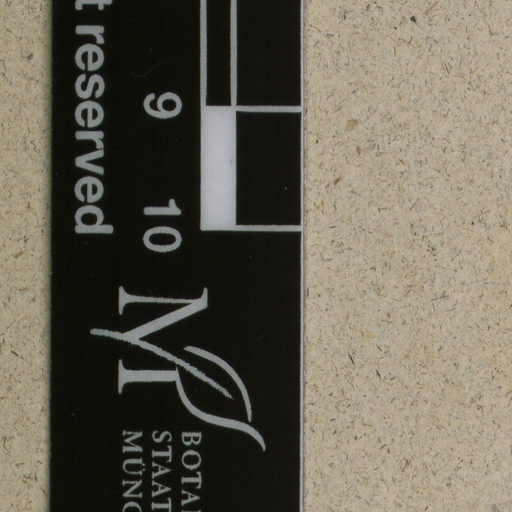 t reserved
9 10
M
BOTA
STAAT
MÜNC